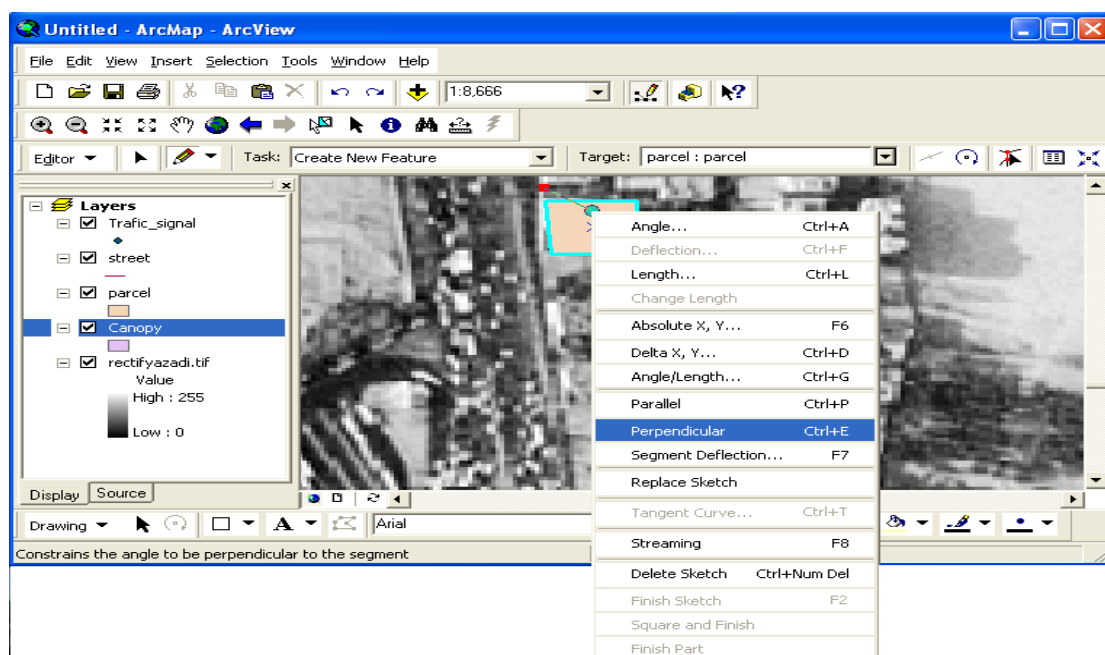 Untitled - ArcMap - ArcView
File Edit View Insert Selection Tools Window Help
1:8,666
Editor Task: Create New Feature Target: parcel : parcel
Layers
Trafic_signal
street
parcel
Canopy
rectifyazadi.tif
Value
High : 255
Low : 0
Display Source
Angle... Ctrl+A
Deflection... Ctrl+F
Length... Ctrl+L
Change Length
Absolute X, Y... F6
Delta X, Y... Ctrl+D
Angle/Length... Ctrl+G
Parallel Ctrl+P
Perpendicular Ctrl+E
Segment Deflection... F7
Replace Sketch
Tangent Curve... Ctrl+T
Streaming F8
Delete Sketch Ctrl+Num Del
Finish Sketch F2
Square and Finish
Finish Part
Drawing A Arial
Constrains the angle to be perpendicular to the segment